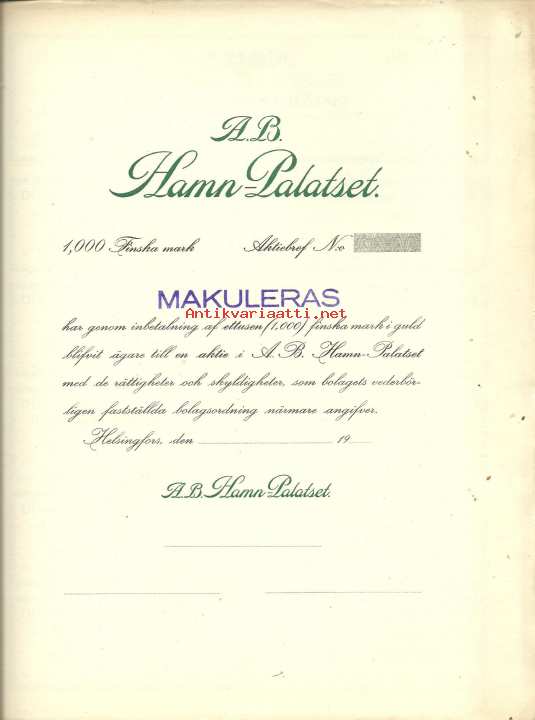 A.B.
Hamn-Palatset.
1,000 Finska mark Aktiebref N:o
MAKULERAS
Antikvariaatti.net
har genom inbetalning af ettusen (1,000) finska mark i guld
blifvit ägare till en aktie i A. B. Hamn-Palatset
med de rättigheter och skyldigheter, som bolagets vederbör-
ligen fastställda bolagsordning närmare angifver.
Helsingfors, den 19
A.B. Hamn-Palatset.